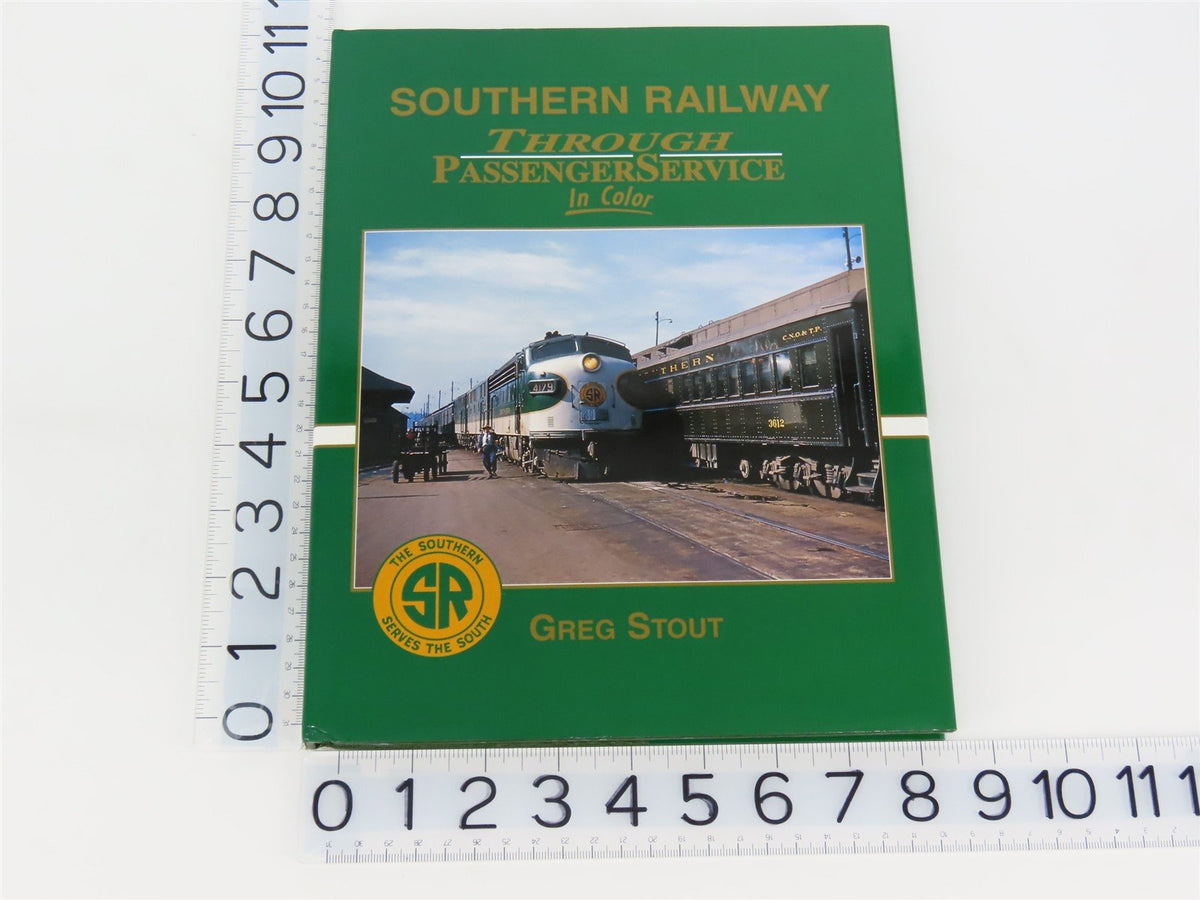 SOUTHERN RAILWAY
THROUGH
PASSENGERSERVICE
In Color
C.N.O.&T.P.
THERN
4179
SR
3612
THE SOUTHERN
SR
SERVES THE SOUTH
GREG STOUT
11
10
9
8
7
6
5
4
3
2
1
0
0 1 2 3 4 5 6 7 8 9 10 11 1